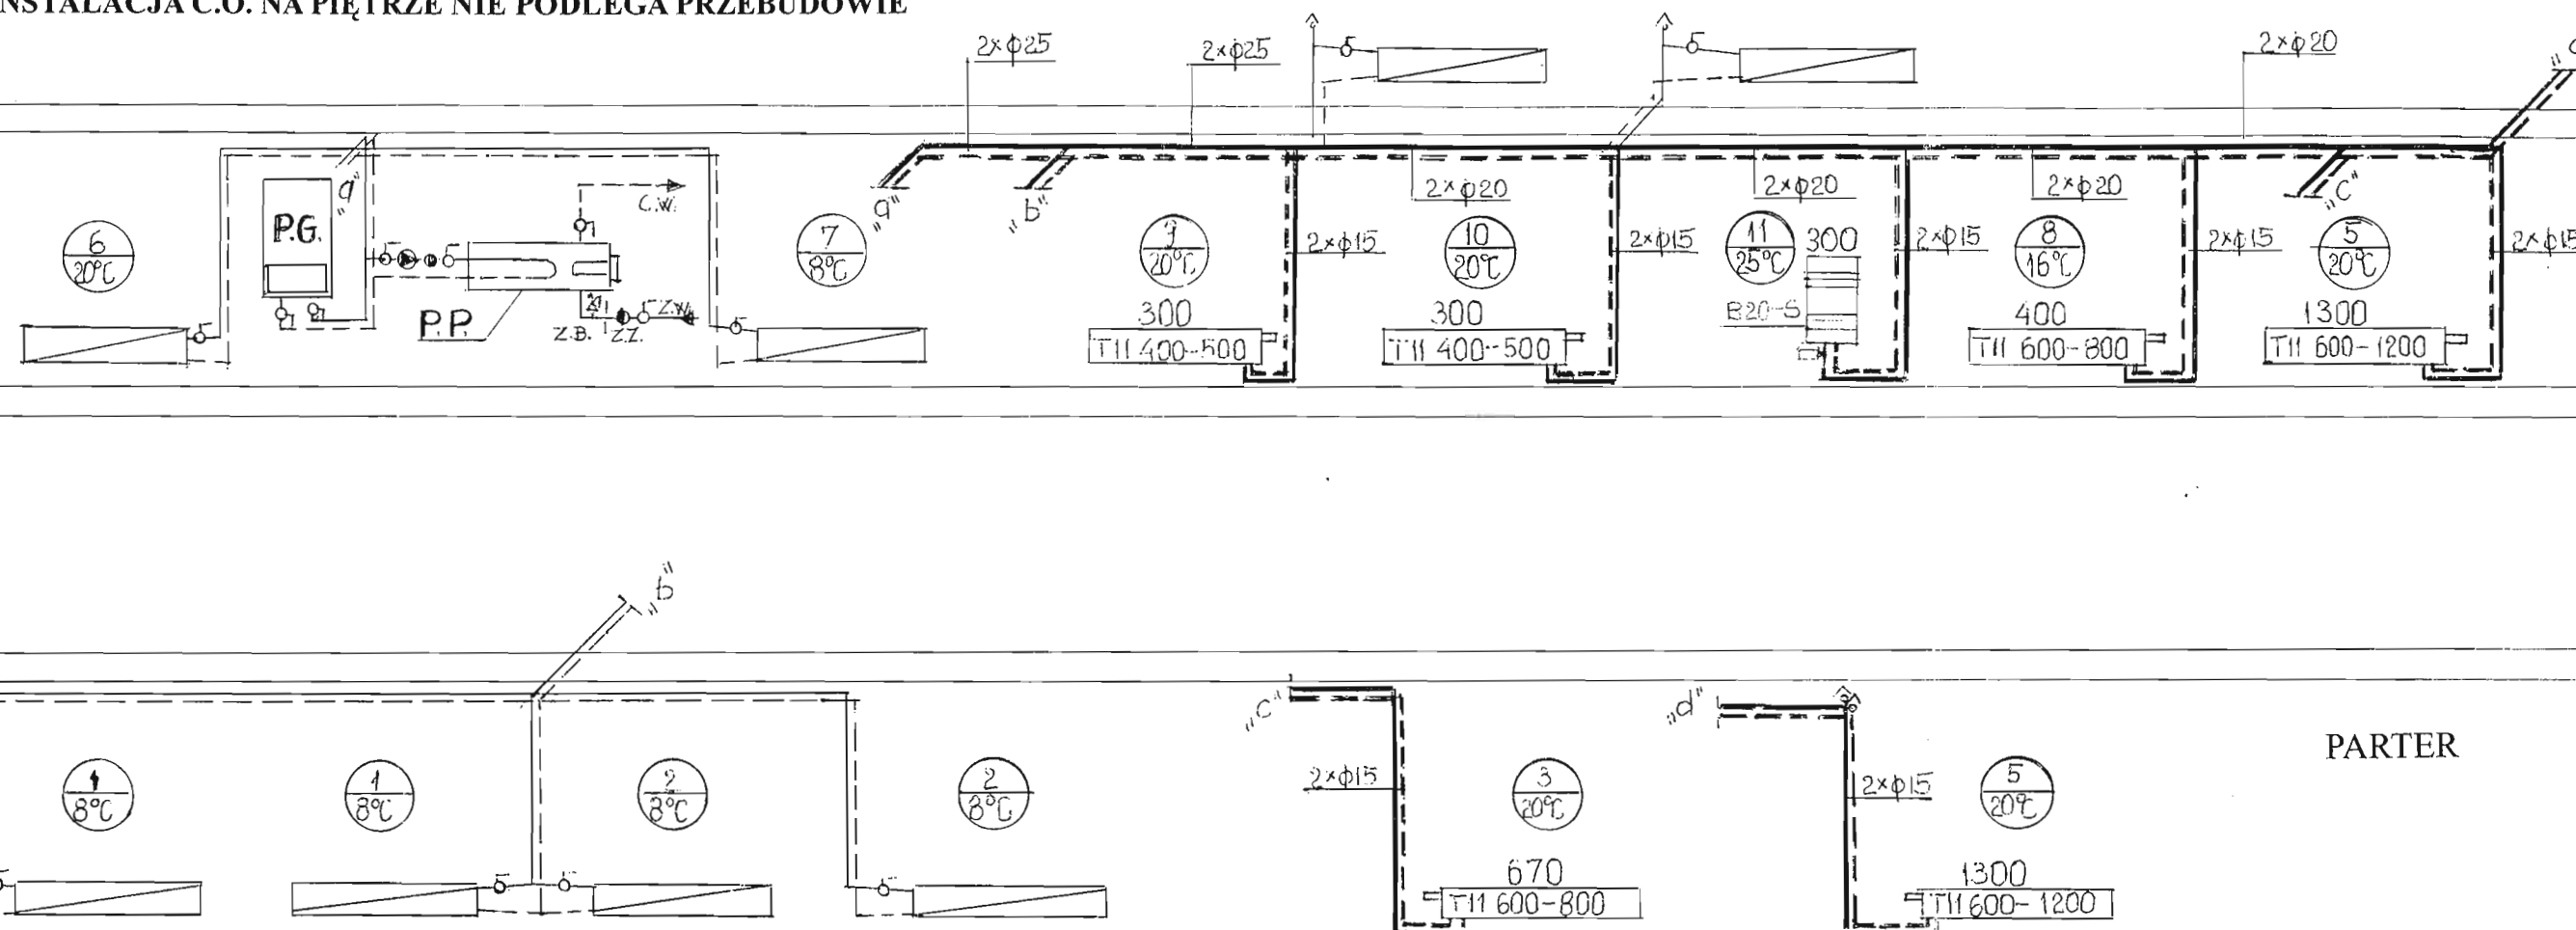 NSTALACJA C.O. NA PIĘTRZE NIE PODLEGA PRZEBUDOWIE
2×ϕ25
2×ϕ25
2×ϕ20
„a"
P.G.
C.W.
„a"
„b"
2×ϕ20
2×ϕ20
2×ϕ20
„c"
6
20°C
7
8°C
9
20°C
2×ϕ15
10
20°C
2×ϕ15
11
25°C
300
2×ϕ15
8
16°C
2×ϕ15
5
20°C
2×ϕ15
P.P.
Z.B.
Z.Z.
Z.W.
300
300
B20-S
400
1300
T11 400-500
T11 400-500
T11 600-800
T11 600-1200
„b"
„c"
„d"
PARTER
1
8°C
1
8°C
2
8°C
2
8°C
2×ϕ15
3
20°C
2×ϕ15
5
20°C
670
1300
T11 600-800
T11 600-1200